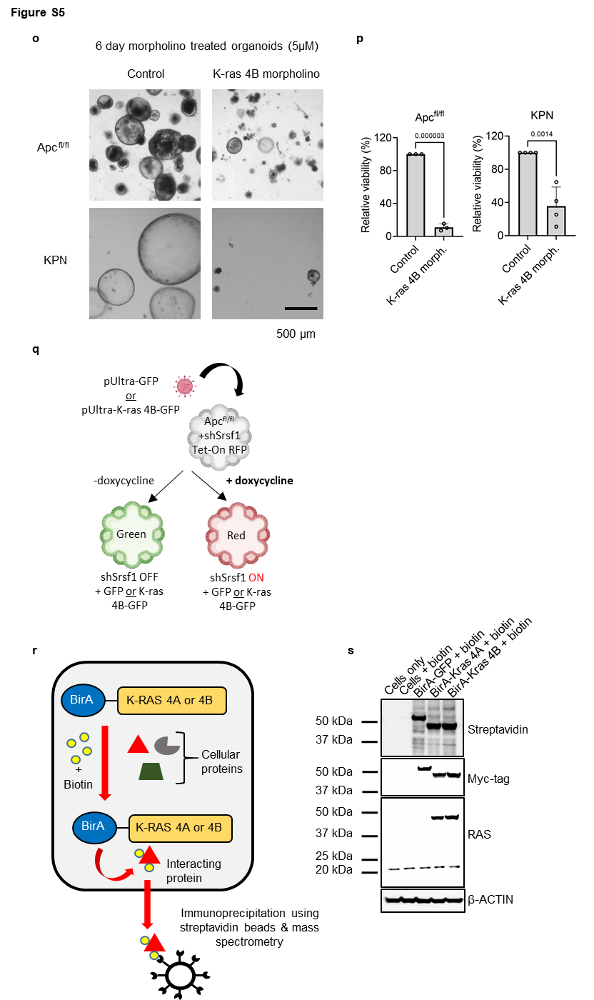 Figure S5
o
6 day morpholino treated organoids (5µM)
Control
K-ras 4B morpholino
Apc fl/fl
KPN
500 µm
p
Apcfl/fl
0.000003
Relative viability (%)
120
80
40
0
Control
K-ras 4B morph.
KPN
0.0014
Relative viability (%)
120
80
40
0
Control
K-ras 4B morph.
q
pUltra-GFP
or
pUltra-K-ras 4B-GFP
Apcfl/fl
+shSrsf1
Tet-On RFP
-doxycycline
+ doxycycline
Green
Red
shSrsf1 OFF
+ GFP or K-ras
4B-GFP
shSrsf1 ON
+ GFP or K-ras
4B-GFP
r
BirA
K-RAS 4A or 4B
+
Biotin
Cellular
proteins
BirA
K-RAS 4A or 4B
Interacting
protein
Immunoprecipitation using
streptavidin beads & mass
spectrometry
s
Cells only
Cells + biotin
BirA-GFP + biotin
BirA-Kras 4A + biotin
BirA-Kras 4B + biotin
50 kDa
37 kDa
Streptavidin
50 kDa
37 kDa
Myc-tag
50 kDa
37 kDa
25 kDa
20 kDa
RAS
β-ACTIN